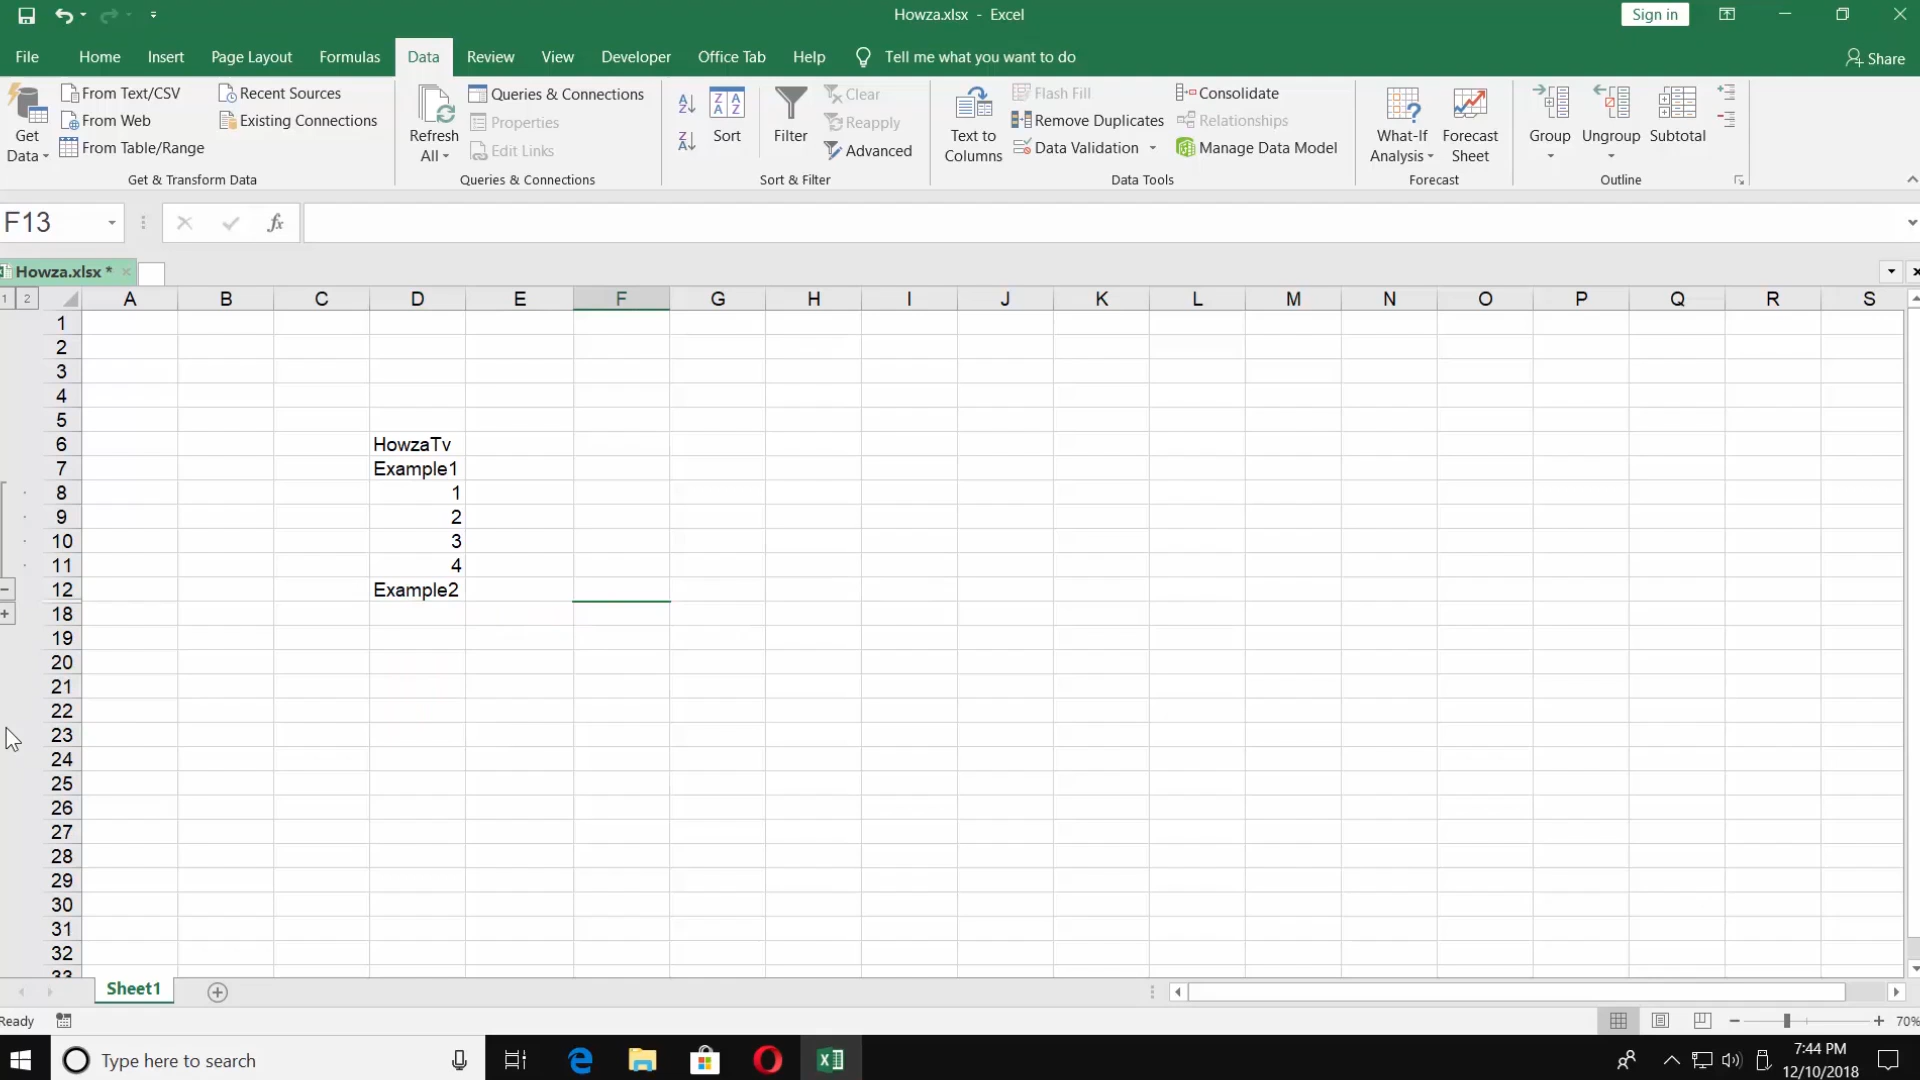 Howza.xlsx - Excel
Sign in
File Home Insert Page Layout Formulas Data Review View Developer Office Tab Help Tell me what you want to do Share
Get Data
From Text/CSV
From Web
From Table/Range
Recent Sources
Existing Connections
Get & Transform Data
Refresh All
Queries & Connections
Properties
Edit Links
Queries & Connections
A Z
Z A
Z A A Z
Sort
Filter
Clear
Reapply
Advanced
Sort & Filter
Text to Columns
Flash Fill
Remove Duplicates
Data Validation
Consolidate
Relationships
Manage Data Model
Data Tools
What-If Analysis
Forecast Sheet
Forecast
Group
Ungroup
Subtotal
Outline
F13 fx
Howza.xlsx *
1 2 A B C D E F G H I J K L M N O P Q R S
1
2
3
4
5
6 HowzaTv
7 Example1
8 1
9 2
10 3
11 4
12 Example2
18
19
20
21
22
23
24
25
26
27
28
29
30
31
32
33
Sheet1
Ready 70%
Type here to search
7:44 PM
12/10/2018